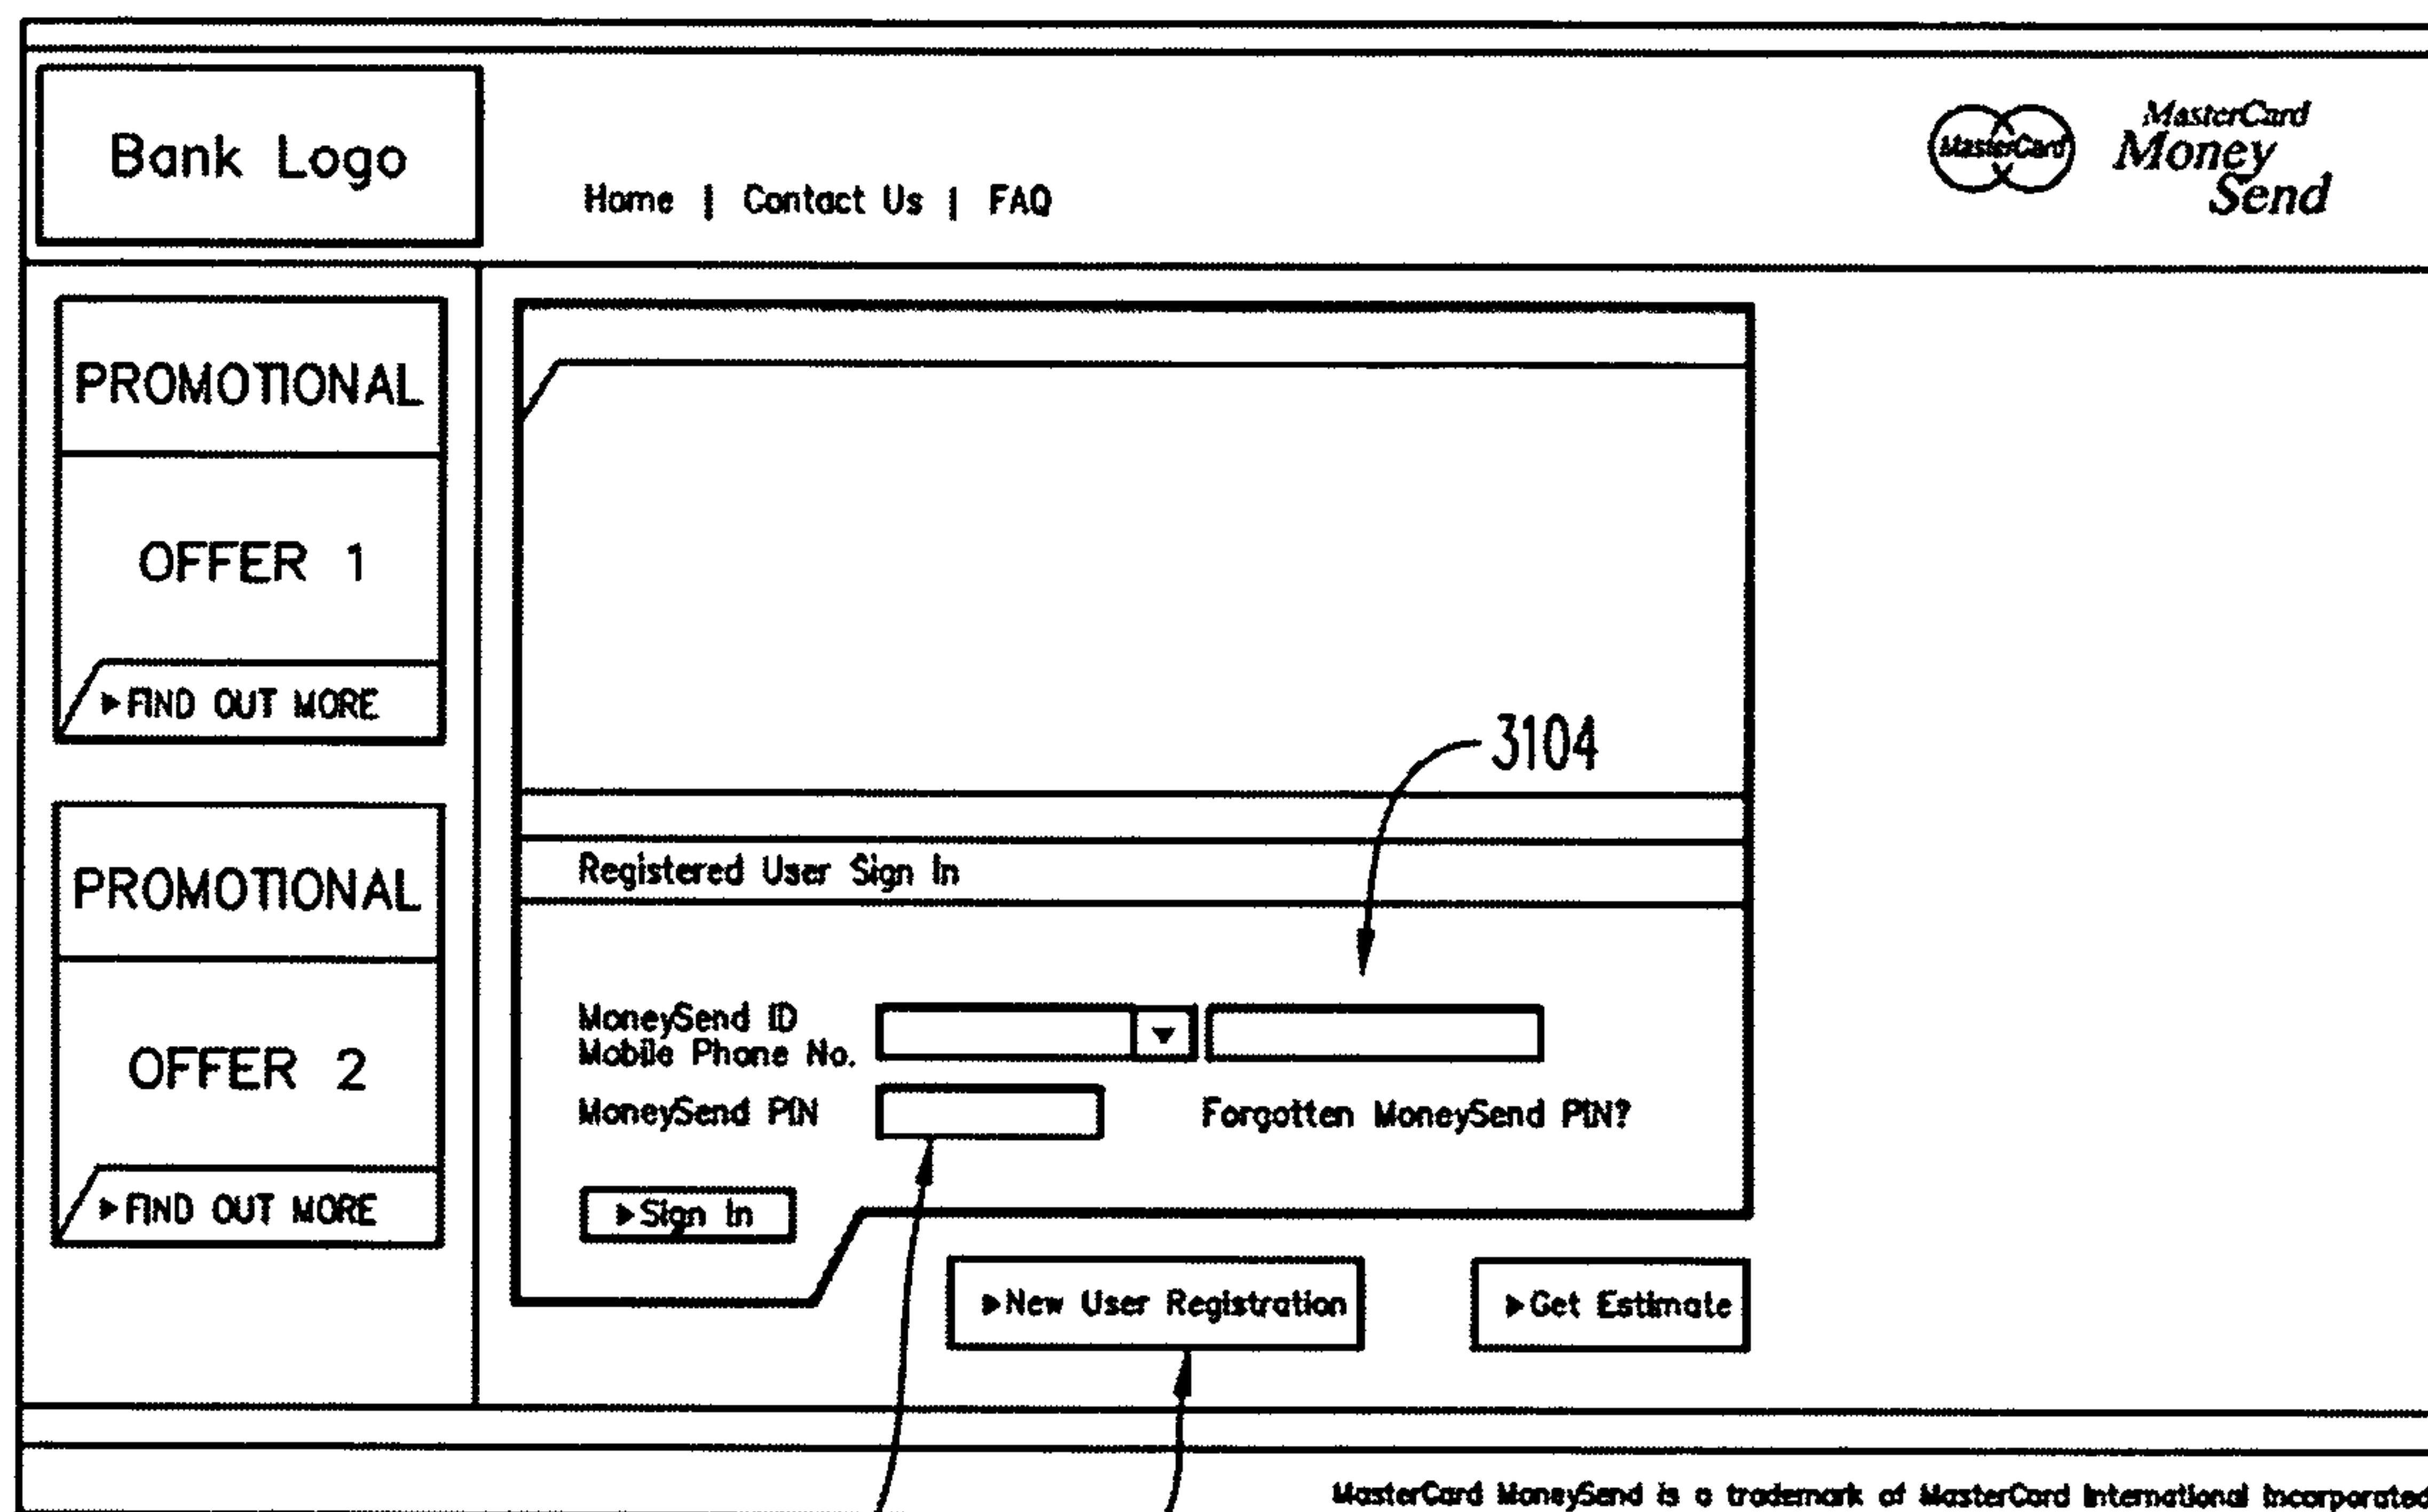 Bank Logo
Home | Contact Us | FAQ
MasterCard
MasterCard
Money
Send
PROMOTIONAL
OFFER 1
▶FIND OUT MORE
PROMOTIONAL
OFFER 2
▶FIND OUT MORE
3104
Registered User Sign In
MoneySend ID
Mobile Phone No.
▼
MoneySend PIN
Forgotten MoneySend PIN?
▶Sign In
▶New User Registration
▶Get Estimate
MasterCard MoneySend is a trademark of MasterCard International Incorporated